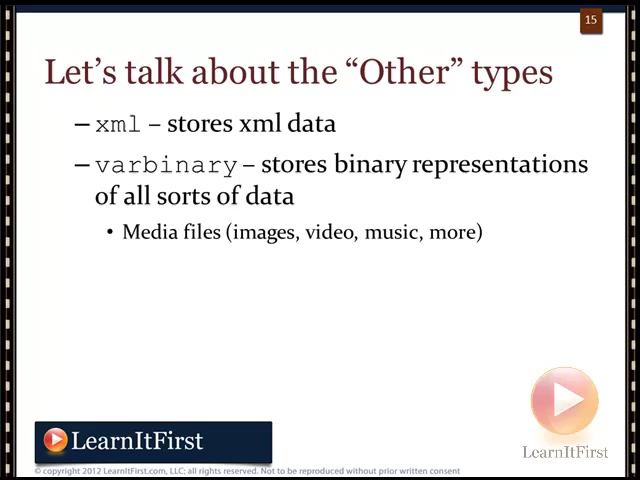 15
Let's talk about the “Other” types
– xml – stores xml data
– varbinary – stores binary representations
of all sorts of data
• Media files (images, video, music, more)
LearnItFirst
LearnItFirst
© copyright 2012 LearnItFirst.com, LLC; all rights reserved. Not to be reproduced without prior written consent